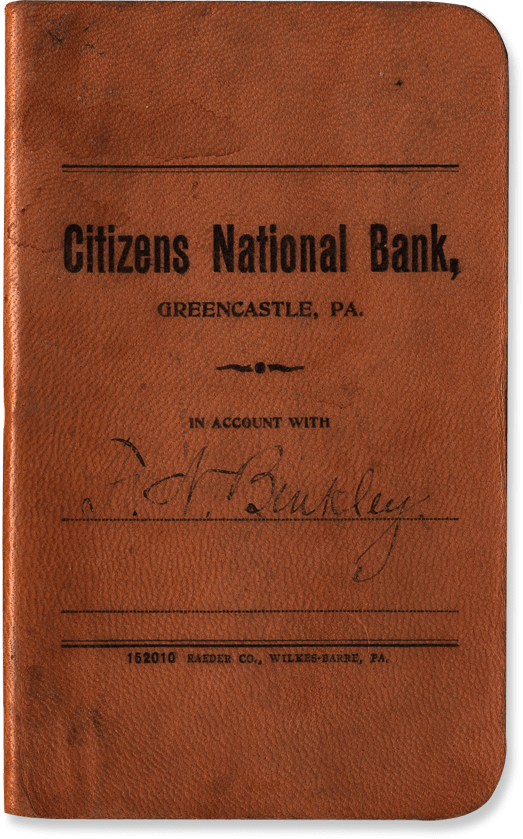 Citizens National Bank,
GREENCASTLE, PA.
IN ACCOUNT WITH
F. W. Binkley.
152010 RAEDER CO., WILKES-BARRE, PA.